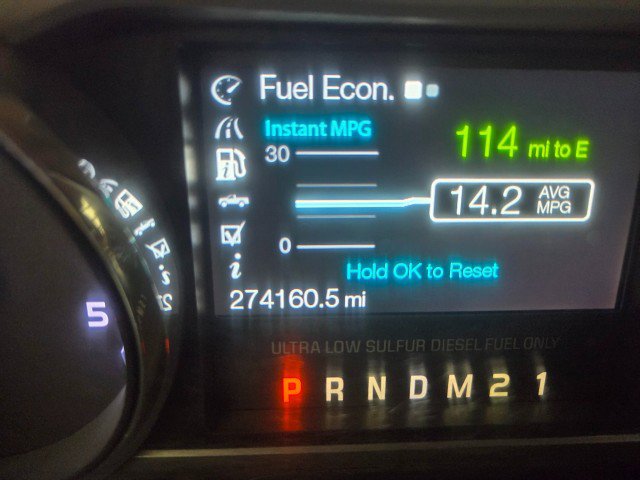 Fuel Econ.
Instant MPG
30
114 mi to E
14.2 AVG MPG
0
Hold OK to Reset
274160.5 mi
5
ULTRA LOW SULFUR DIESEL FUEL ONLY
P R N D M 2 1